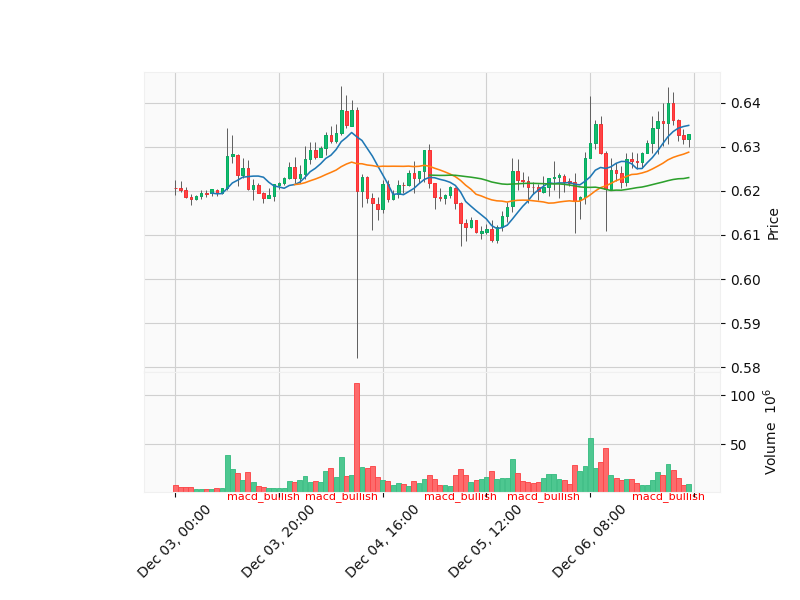 0.64
0.63
0.62
0.61
0.60
0.59
0.58
Price
100
50
Volume 10^6
macd_bullish macd_bullish macd_bullish macd_bullish macd_bullish
Dec 03, 00:00
Dec 03, 20:00
Dec 04, 16:00
Dec 05, 12:00
Dec 06, 08:00